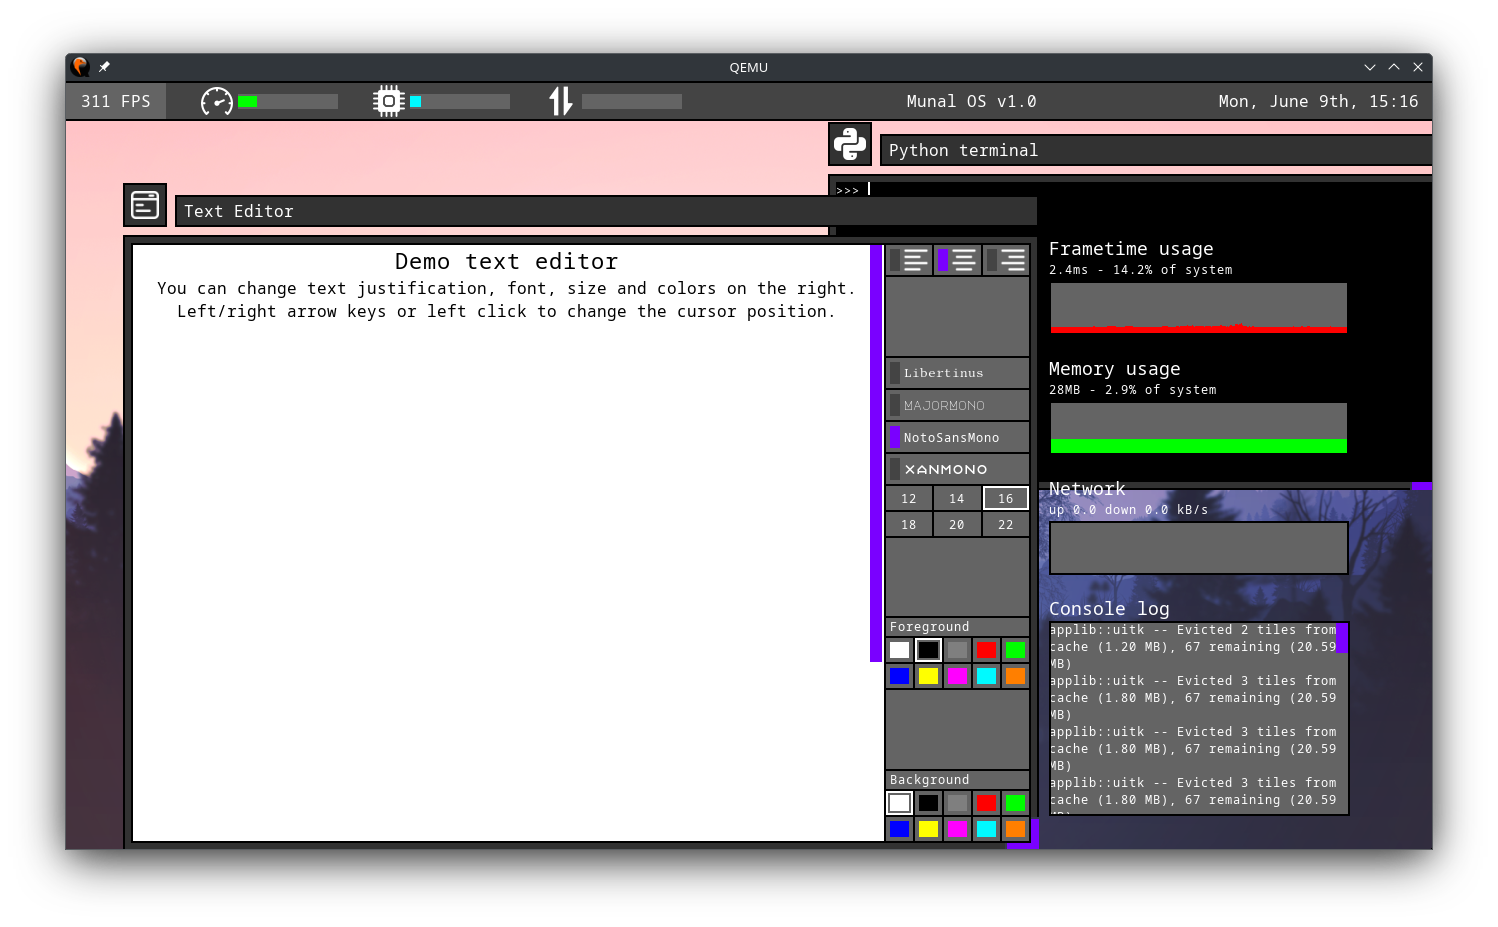 QEMU
311 FPS
Munal OS v1.0
Mon, June 9th, 15:16
Python terminal
>>>
Text Editor
Demo text editor
You can change text justification, font, size and colors on the right.
Left/right arrow keys or left click to change the cursor position.
Libertinus
MAJORMONO
NotoSansMono
XANMONO
12 14 16
18 20 22
Foreground
Background
Frametime usage
2.4ms - 14.2% of system
Memory usage
28MB - 2.9% of system
Network
up 0.0 down 0.0 kB/s
Console log
applib::uitk -- Evicted 2 tiles from
cache (1.20 MB), 67 remaining (20.59
MB)
applib::uitk -- Evicted 3 tiles from
cache (1.80 MB), 67 remaining (20.59
MB)
applib::uitk -- Evicted 3 tiles from
cache (1.80 MB), 67 remaining (20.59
MB)
applib::uitk -- Evicted 3 tiles from
cache (1.80 MB), 67 remaining (20.59